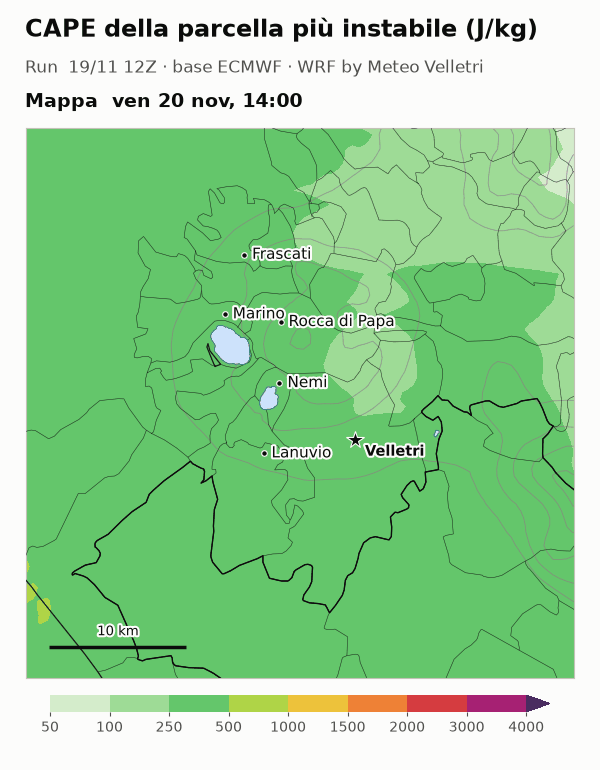 CAPE della parcella più instabile (J/kg)
Run  19/11 12Z · base ECMWF · WRF by Meteo Velletri
Mappa  ven 20 nov, 14:00
Frascati
Marino
Rocca di Papa
Nemi
Velletri
Lanuvio
10 km
50 100 250 500 1000 1500 2000 3000 4000